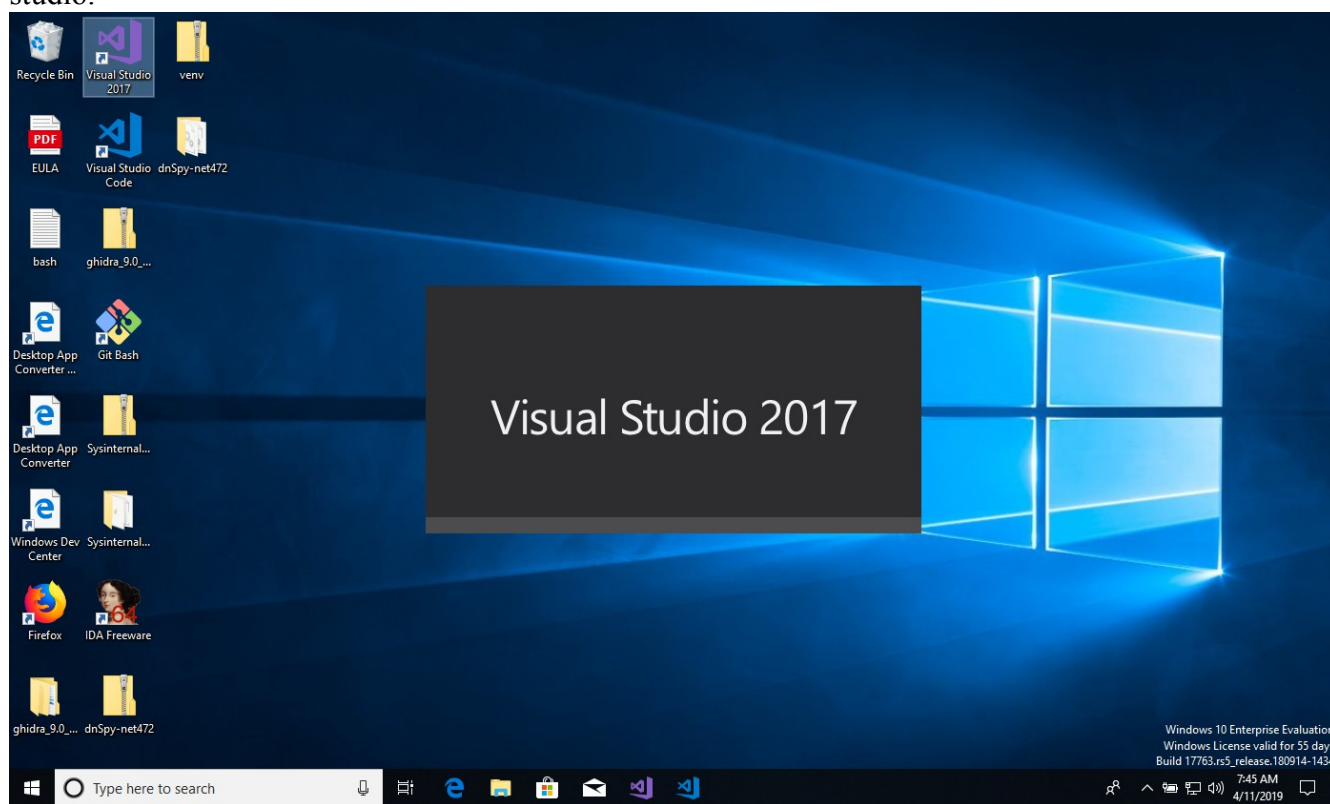 studio.
Recycle Bin
Visual Studio
2017
venv
PDF
EULA
Visual Studio
Code
dnSpy-net472
bash
ghidra_9.0_...
Desktop App
Converter ...
Git Bash
Desktop App
Converter
Sysinternal...
Windows Dev
Center
Sysinternal...
Firefox
64
IDA Freeware
ghidra_9.0_...
dnSpy-net472
Visual Studio 2017
Windows 10 Enterprise Evaluation
Windows License valid for 55 day
Build 17763.rs5_release.180914-143
Type here to search
7:45 AM
4/11/2019